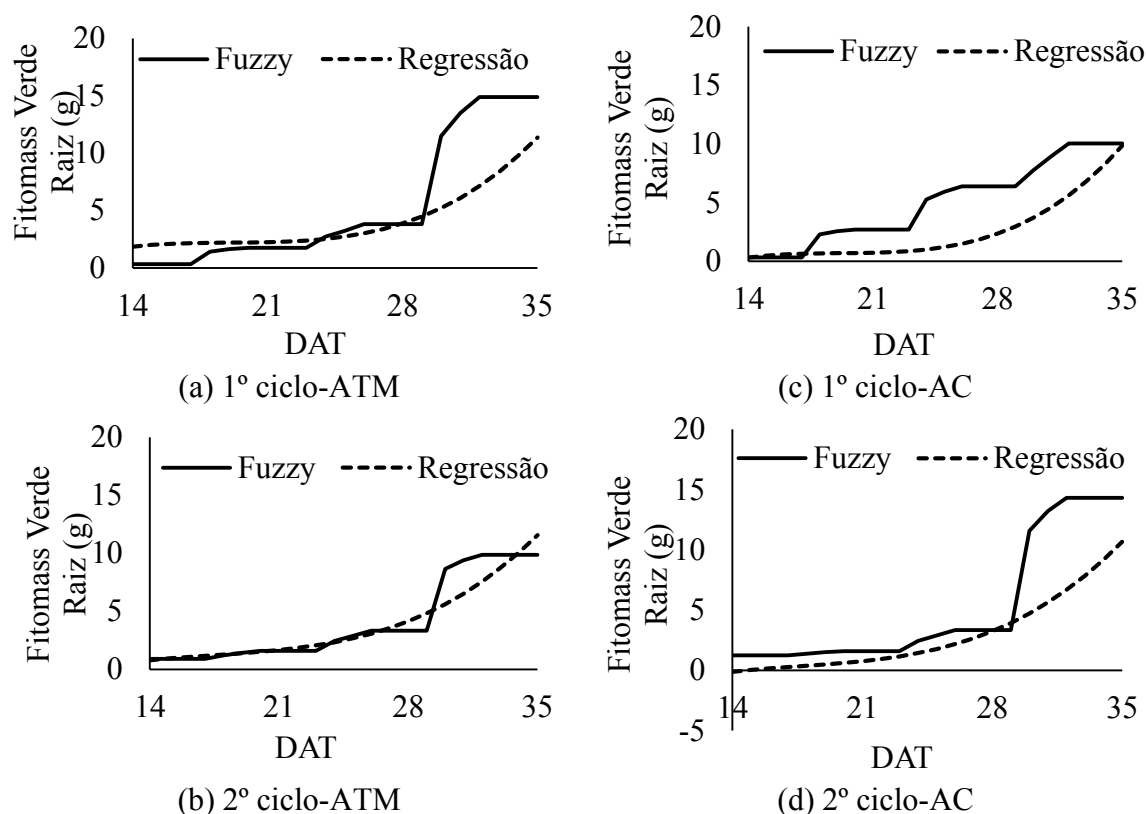 20
15
10
5
0
Fitomass Verde
Raiz (g)
Fuzzy
Regressão
14 21 28 35
DAT
(a) 1º ciclo-ATM
20
15
10
5
0
Fitomass Verde
Raiz (g)
Fuzzy
Regressão
14 21 28 35
DAT
(c) 1º ciclo-AC
20
15
10
5
0
Fitomass Verde
Raiz (g)
Fuzzy
Regressão
14 21 28 35
DAT
(b) 2º ciclo-ATM
20
15
10
5
0
-5
Fitomass Verde
Raiz (g)
Fuzzy
Regressão
14 21 28 35
DAT
(d) 2º ciclo-AC